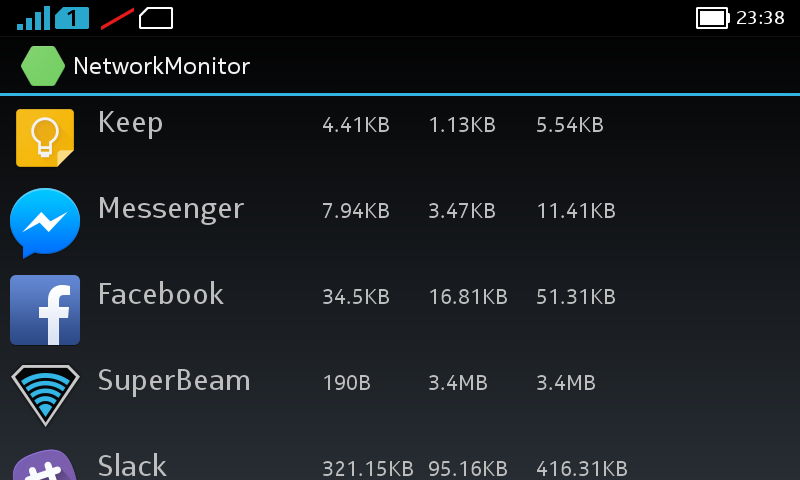 1 23:38
NetworkMonitor
Keep 4.41KB 1.13KB 5.54KB
Messenger 7.94KB 3.47KB 11.41KB
Facebook 34.5KB 16.81KB 51.31KB
SuperBeam 190B 3.4MB 3.4MB
Slack 321.15KB 95.16KB 416.31KB